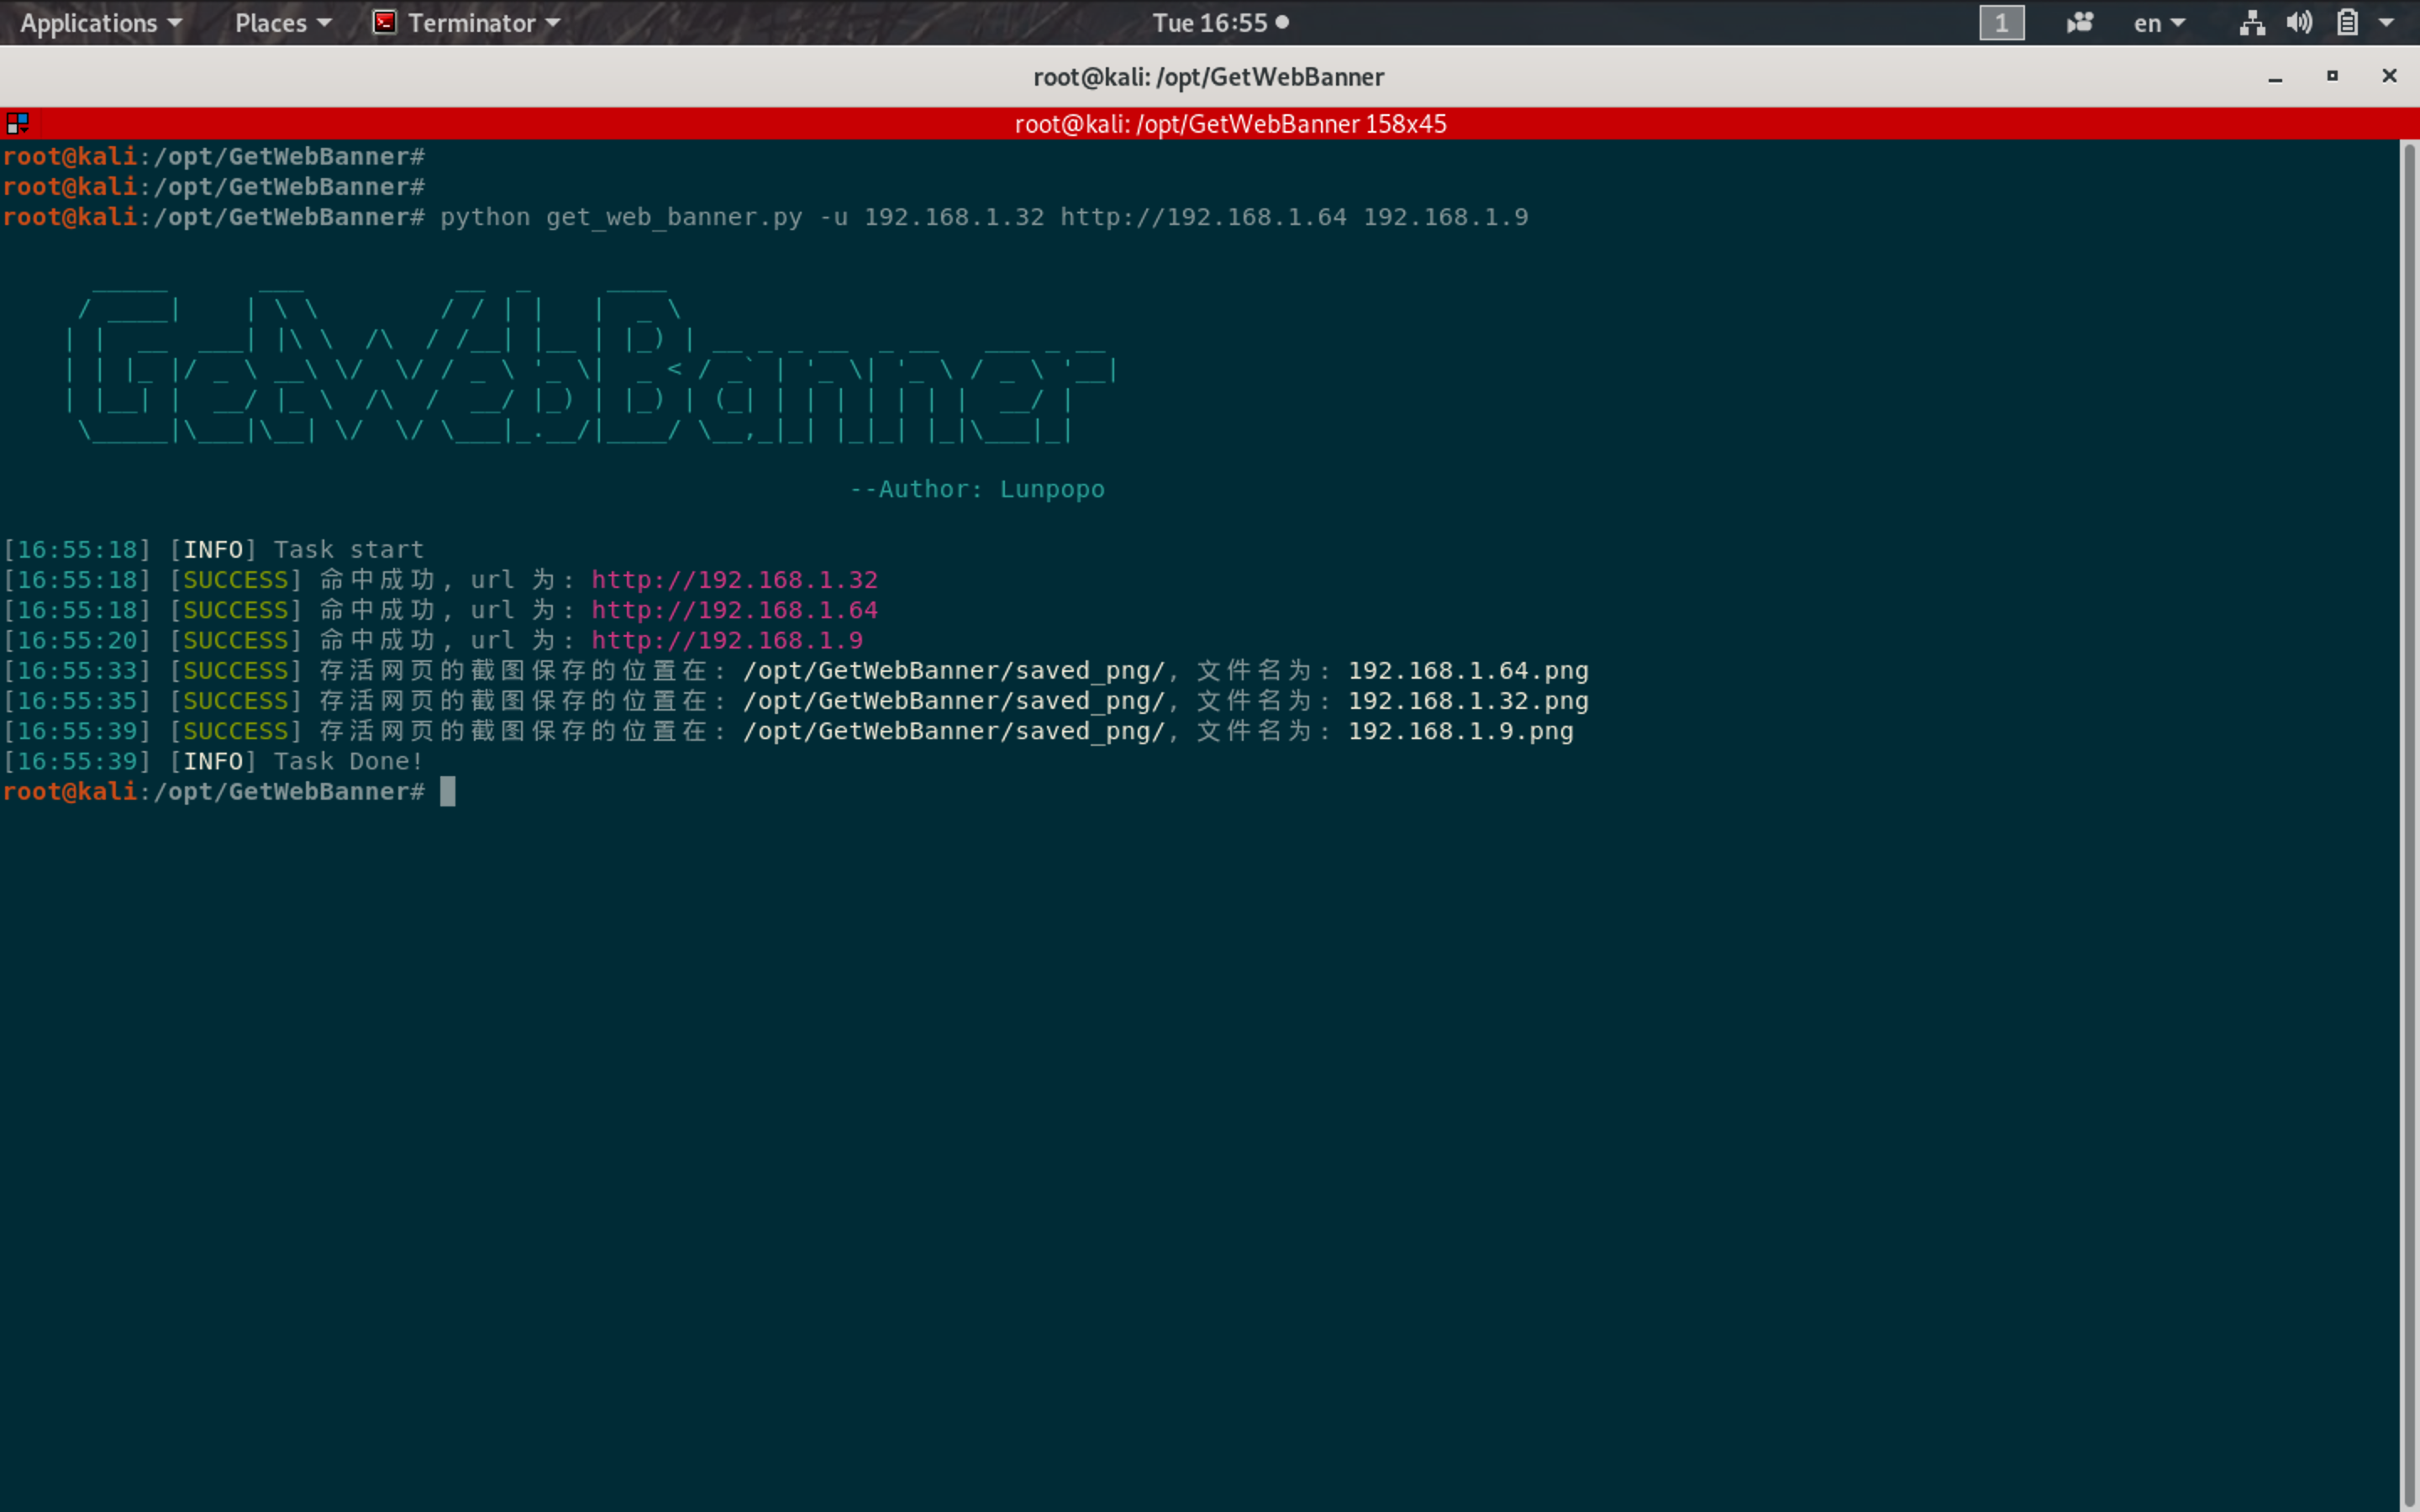 Applications Places Terminator Tue 16:55 1 en
root@kali: /opt/GetWebBanner
root@kali: /opt/GetWebBanner 158x45
root@kali:/opt/GetWebBanner#
root@kali:/opt/GetWebBanner#
root@kali:/opt/GetWebBanner# python get_web_banner.py -u 192.168.1.32 http://192.168.1.64 192.168.1.9
GetWebBanner
--Author: Lunpopo
[16:55:18] [INFO] Task start
[16:55:18] [SUCCESS] 命中成功, url 为: http://192.168.1.32
[16:55:18] [SUCCESS] 命中成功, url 为: http://192.168.1.64
[16:55:20] [SUCCESS] 命中成功, url 为: http://192.168.1.9
[16:55:33] [SUCCESS] 存活网页的截图保存的位置在: /opt/GetWebBanner/saved_png/, 文件名为: 192.168.1.64.png
[16:55:35] [SUCCESS] 存活网页的截图保存的位置在: /opt/GetWebBanner/saved_png/, 文件名为: 192.168.1.32.png
[16:55:39] [SUCCESS] 存活网页的截图保存的位置在: /opt/GetWebBanner/saved_png/, 文件名为: 192.168.1.9.png
[16:55:39] [INFO] Task Done!
root@kali:/opt/GetWebBanner#